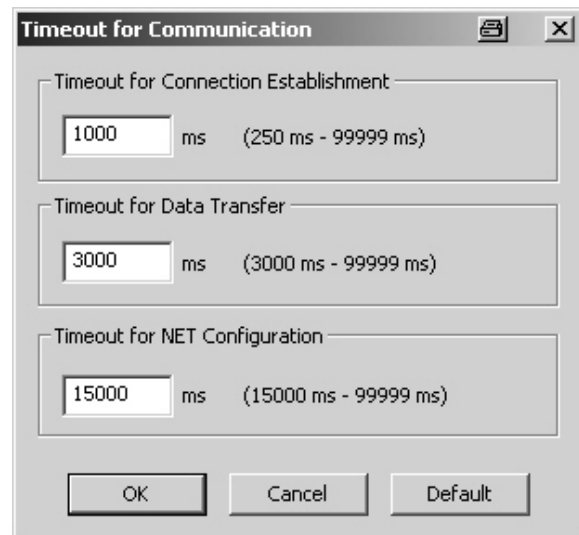 Timeout for Communication
Timeout for Connection Establishment
1000 ms (250 ms - 99999 ms)
Timeout for Data Transfer
3000 ms (3000 ms - 99999 ms)
Timeout for NET Configuration
15000 ms (15000 ms - 99999 ms)
OK Cancel Default